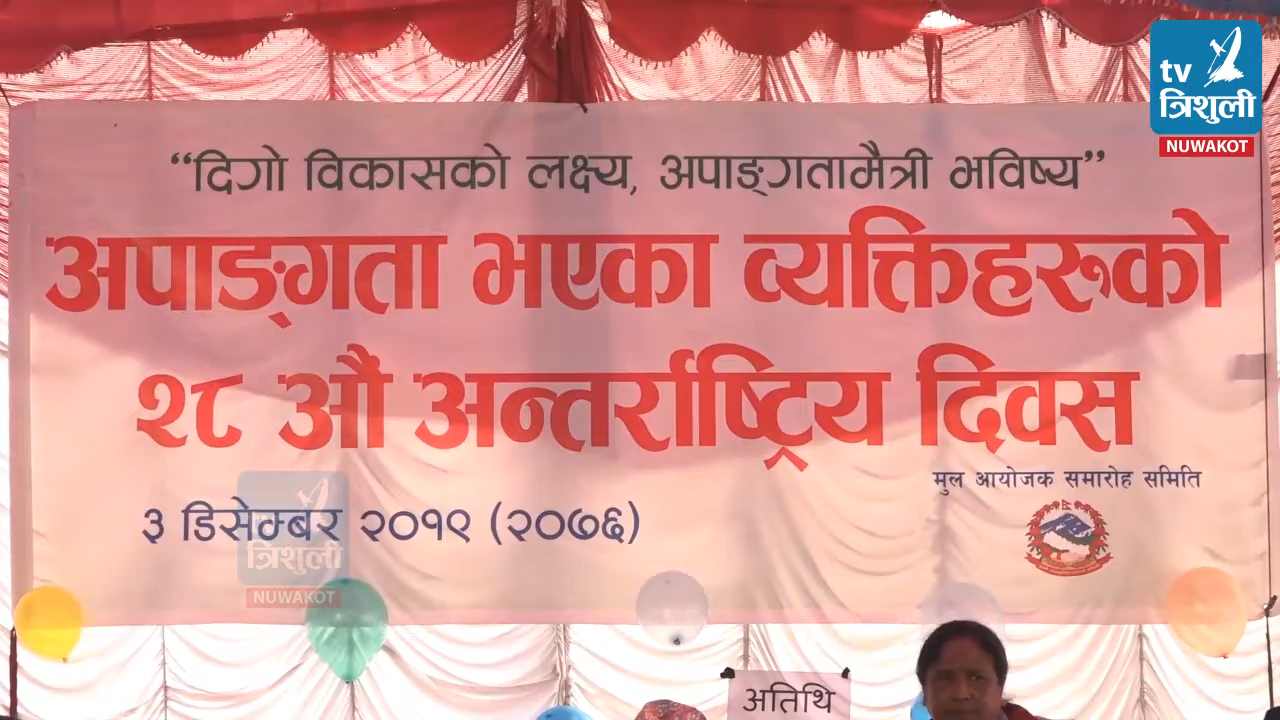 tv
त्रिशुली
NUWAKOT
“दिगो विकासको लक्ष्य, अपाङ्गतामैत्री भविष्य”
अपाङ्गता भएका व्यक्तिहरुको
२८ औ अन्तर्राष्ट्रिय दिवस
मुल आयोजक समारोह समिति
३ डिसेम्बर २०१९ (२०७६)
tv
त्रिशुली
NUWAKOT
अतिथि